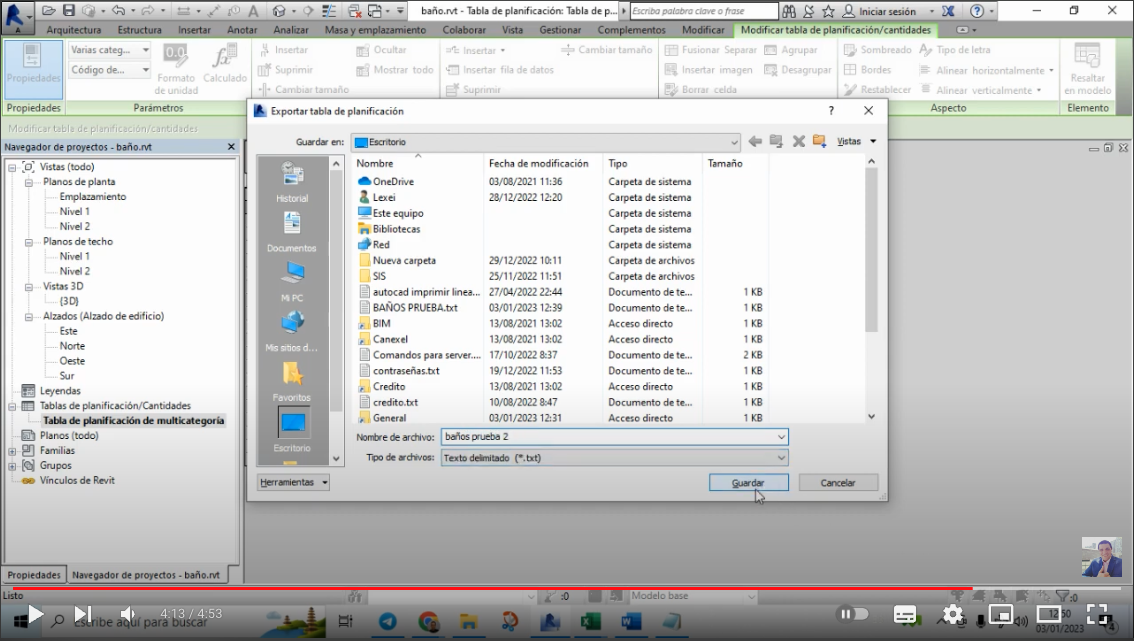 baño.rvt - Tabla de planificación: Tabla de p...
Escriba palabra clave o frase
Iniciar sesión
Arquitectura Estructura Insertar Anotar Analizar Masa y emplazamiento Colaborar Vista Gestionar Complementos Modificar Modificar tabla de planificación/cantidades
Propiedades
Varias categ...
Código de...
Formato de unidad
Calculado
Insertar
Suprimir
Cambiar tamaño
Ocultar
Mostrar todo
Insertar
Insertar fila de datos
Suprimir
Cambiar tamaño
Fusionar Separar
Insertar imagen
Borrar celda
Agrupar
Desagrupar
Sombreado
Bordes
Restablecer
Tipo de letra
Alinear horizontalmente
Alinear verticalmente
Resaltar en modelo
Propiedades Parámetros Aspecto Elemento
Modificar tabla de planificación/cantidades
Navegador de proyectos - baño.rvt
Vistas (todo)
Planos de planta
Emplazamiento
Nivel 1
Nivel 2
Planos de techo
Nivel 1
Nivel 2
Vistas 3D
{3D}
Alzados (Alzado de edificio)
Este
Norte
Oeste
Sur
Leyendas
Tablas de planificación/Cantidades
Tabla de planificación de multicategoría
Planos (todo)
Familias
Grupos
Vínculos de Revit
Propiedades Navegador de proyectos - baño.rvt
Exportar tabla de planificación
Guardar en: Escritorio
Vistas
Historial
Documentos
Mi PC
Mis sitios d...
Favoritos
Escritorio
Nombre Fecha de modificación Tipo Tamaño
OneDrive 03/08/2021 11:36 Carpeta de sistema
Lexei 28/12/2022 12:20 Carpeta de sistema
Este equipo Carpeta de sistema
Bibliotecas Carpeta de sistema
Red Carpeta de sistema
Nueva carpeta 29/12/2022 10:11 Carpeta de archivos
SIS 25/11/2022 11:51 Carpeta de archivos
autocad imprimir linea... 27/04/2022 22:44 Documento de te... 1 KB
BAÑOS PRUEBA.txt 03/01/2023 12:39 Documento de te... 1 KB
BIM 13/08/2021 13:02 Acceso directo 1 KB
Canexel 13/08/2021 13:02 Acceso directo 1 KB
Comandos para server.... 17/10/2022 8:37 Documento de te... 2 KB
contraseñas.txt 19/12/2022 11:53 Documento de te... 1 KB
Credito 13/08/2021 13:02 Acceso directo 1 KB
credito.txt 10/08/2022 8:47 Documento de te... 1 KB
General 03/01/2023 12:31 Acceso directo 1 KB
Nombre de archivo: baños prueba 2
Tipo de archivos: Texto delimitado (*.txt)
Herramientas
Guardar
Cancelar
Listo
:0
Modelo base
:0
4:13 / 4:53
Escribe aquí para buscar
12:50
03/01/2023